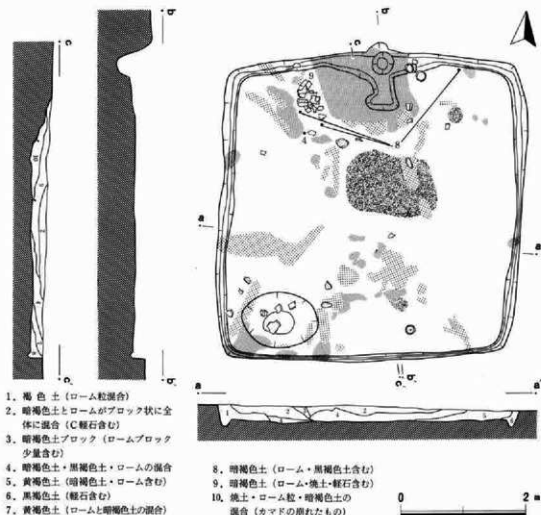 b
c
b
9
4
8
a
a'
c'
b'
c'
b'
a
a'
1. 褐色土（ローム粒混合）
2. 暗褐色土とロームがブロック状に全
体に混合（C軽石含む）
3. 暗褐色土ブロック（ロームブロック
少量含む）
4. 暗褐色土・黒褐色土・ロームの混合
5. 黄褐色土（暗褐色土・ローム含む）
6. 黒褐色土（軽石含む）
7. 黄褐色土（ロームと暗褐色土の混合）
8. 暗褐色土（ローム・黒褐色土含む）
9. 暗褐色土（ローム・焼土・軽石含む）
10. 焼土・ローム粒・暗褐色土の
混合（カマドの崩れたもの）
0 2 m